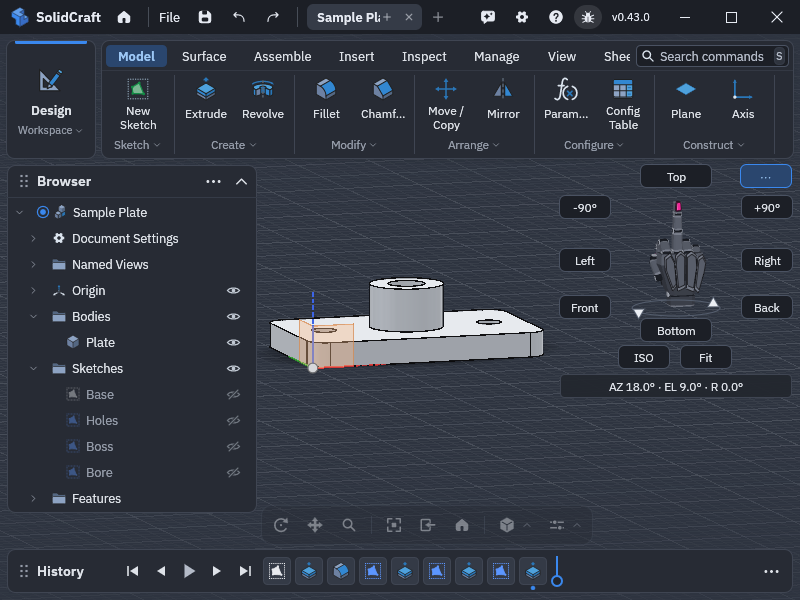 SolidCraft
File
Sample Pla
v0.43.0
Design
Workspace
Model
Surface
Assemble
Insert
Inspect
Manage
View
Shee
Search commands
S
New
Sketch
Extrude
Revolve
Fillet
Chamf...
Move /
Copy
Mirror
Param...
Config
Table
Plane
Axis
Sketch
Create
Modify
Arrange
Configure
Construct
Browser
Sample Plate
Document Settings
Named Views
Origin
Bodies
Plate
Sketches
Base
Holes
Boss
Bore
Features
Top
...
-90°
+90°
Left
Right
Front
Back
Bottom
ISO
Fit
AZ 18.0° · EL 9.0° · R 0.0°
History